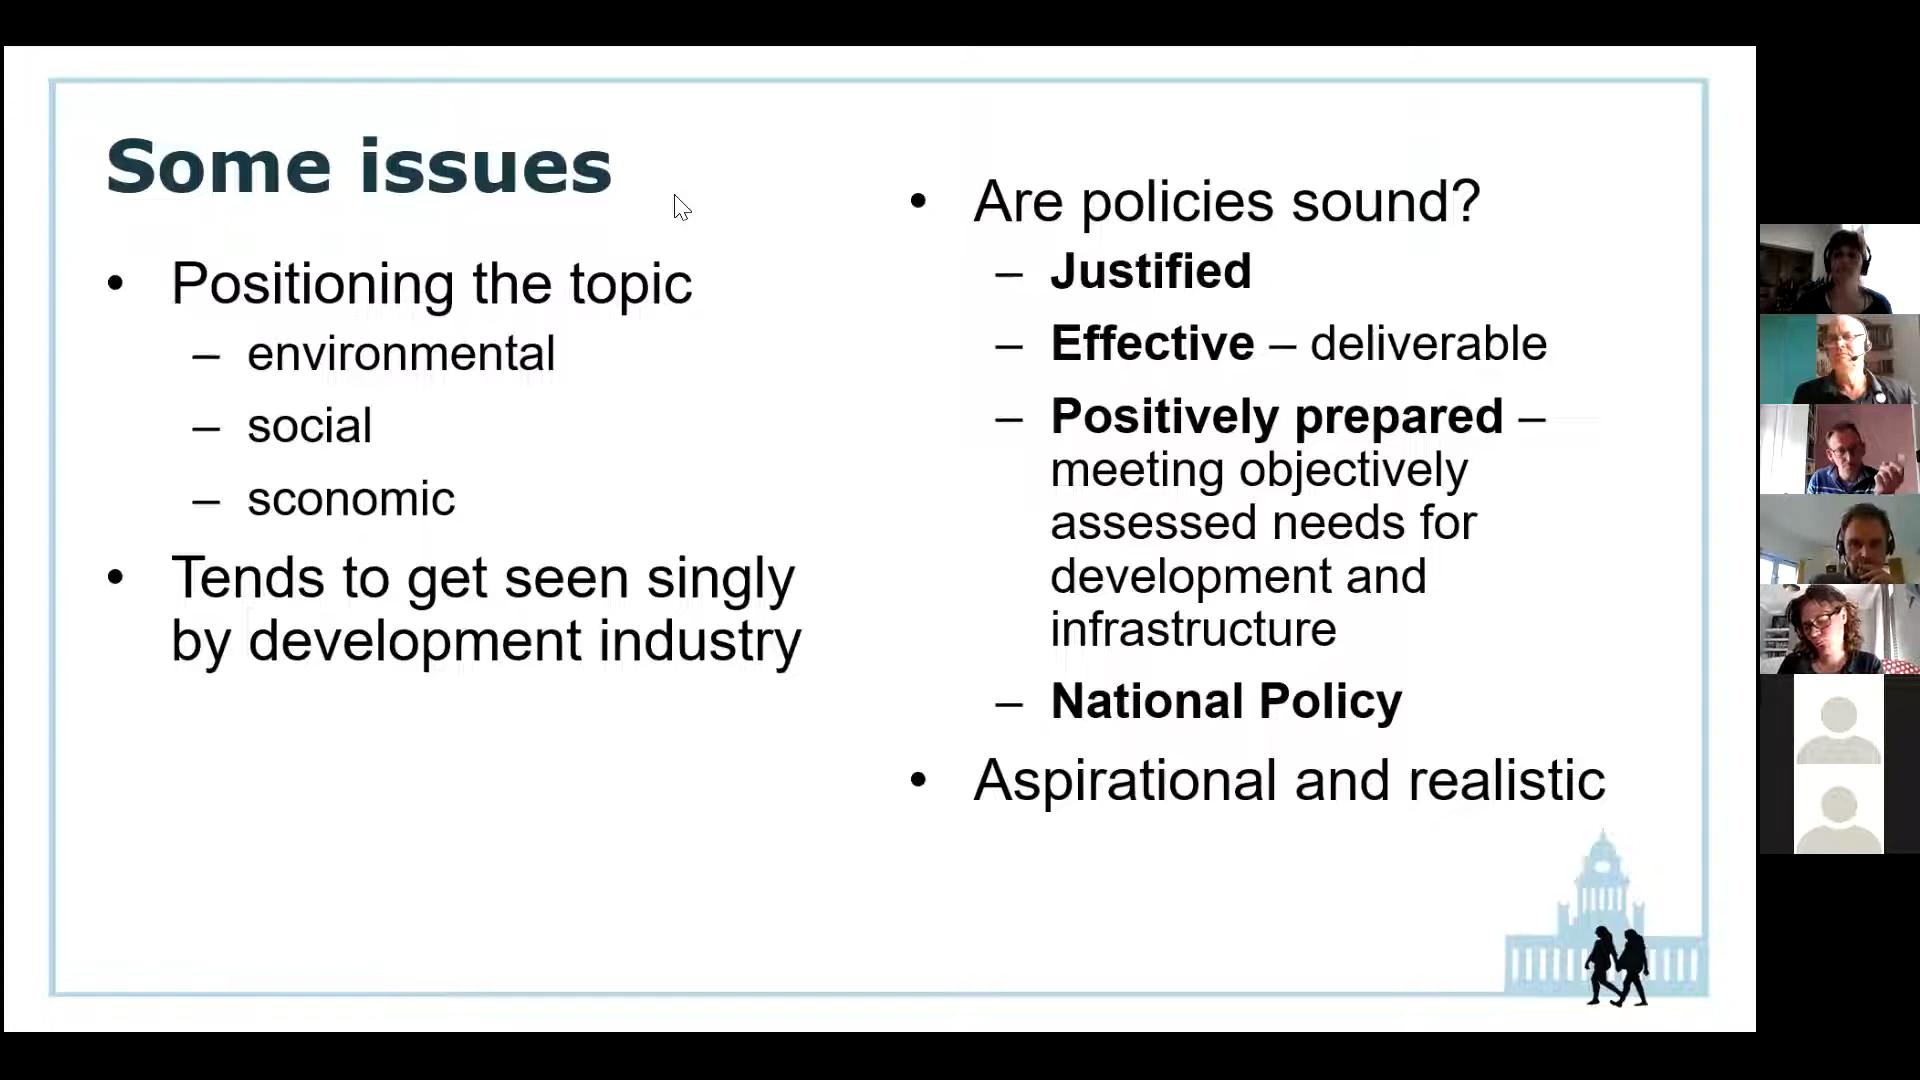 Some issues
• Positioning the topic
– environmental
– social
– sconomic
• Tends to get seen singly
by development industry
• Are policies sound?
– Justified
– Effective – deliverable
– Positively prepared –
meeting objectively
assessed needs for
development and
infrastructure
– National Policy
• Aspirational and realistic